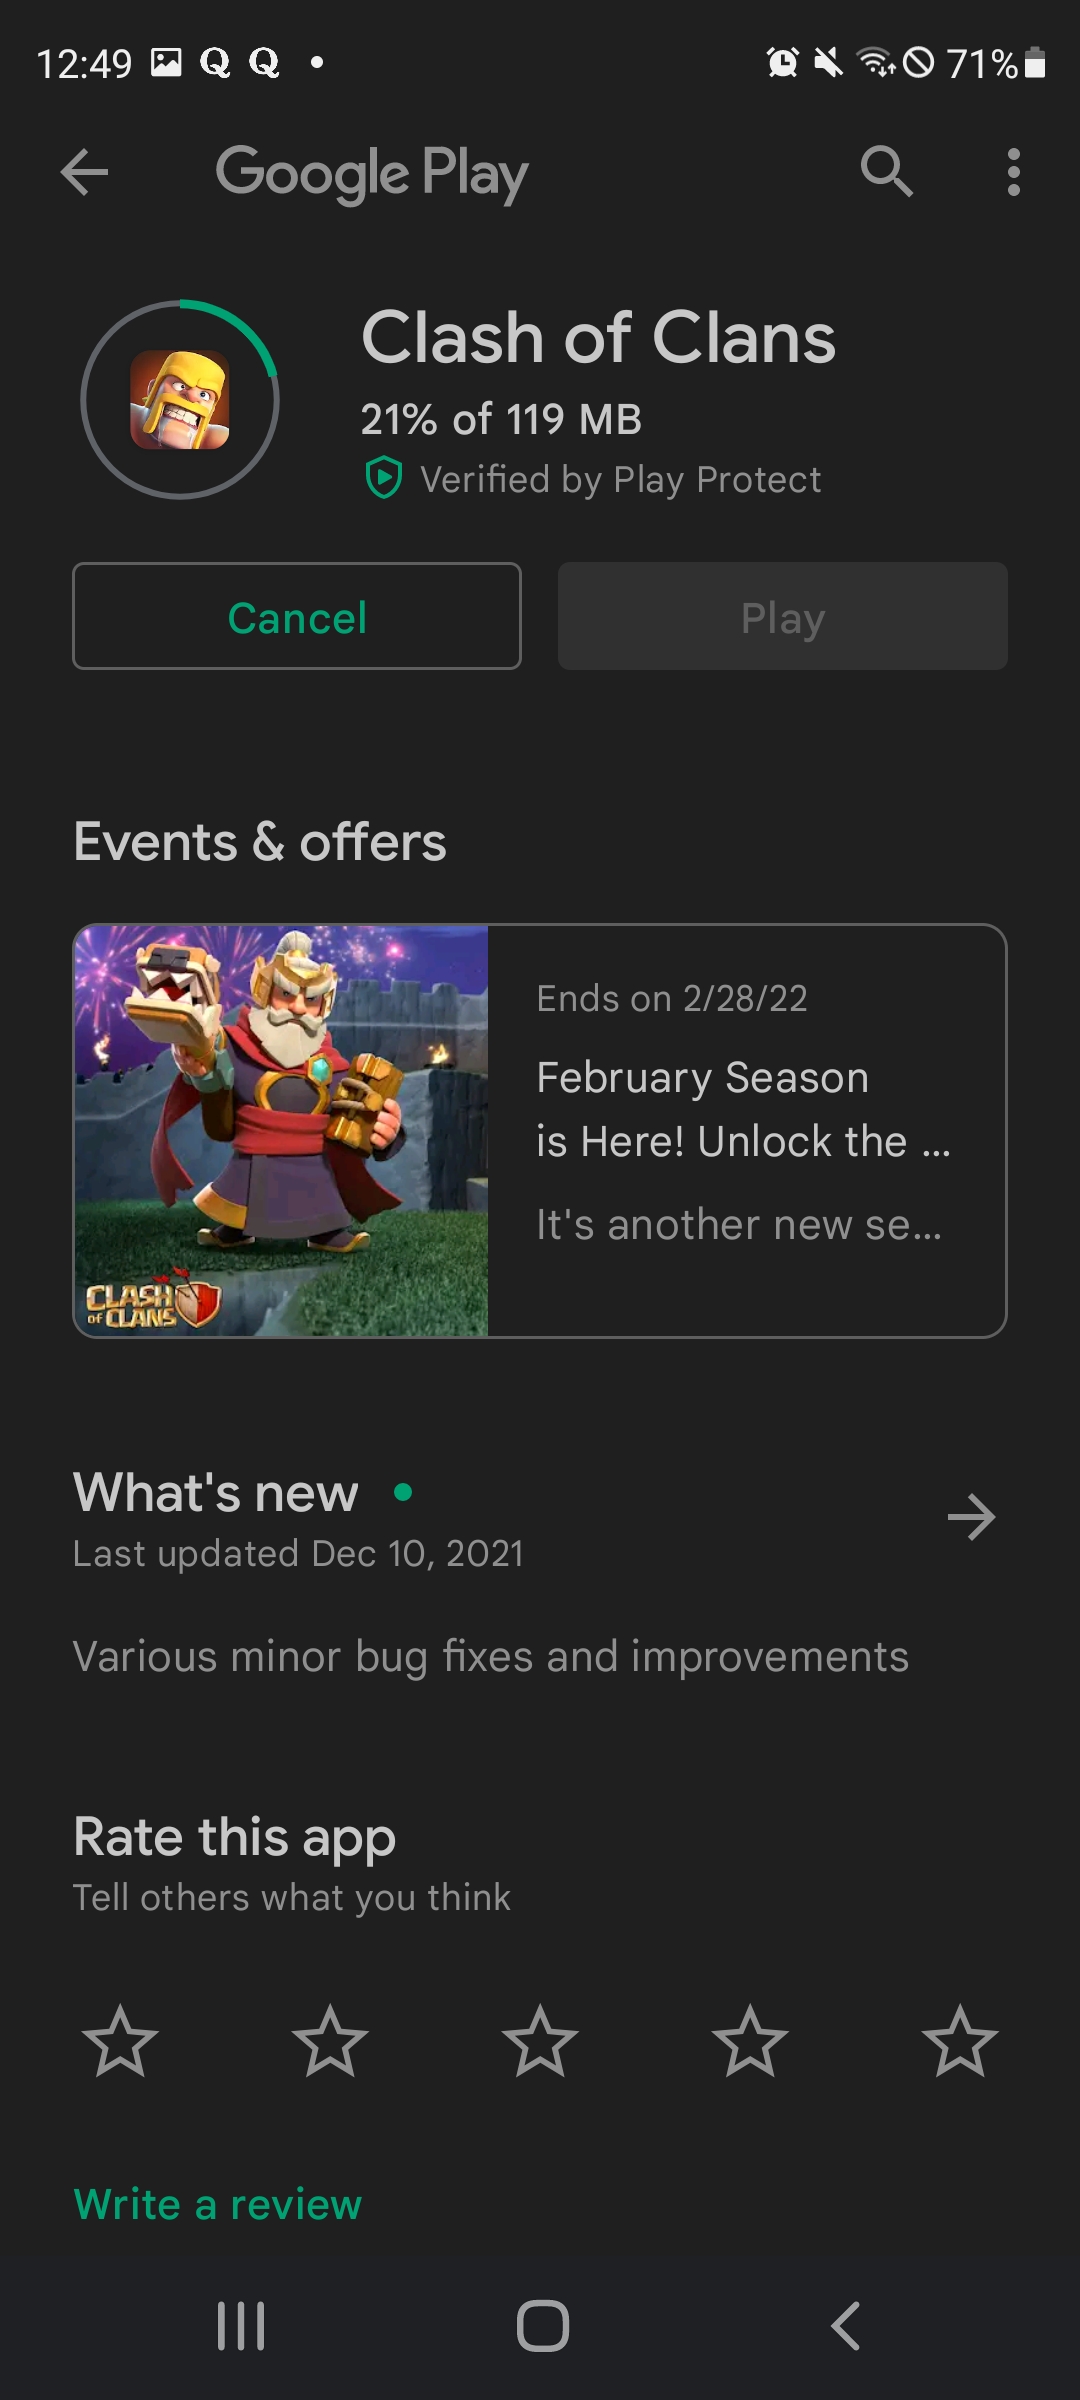 12:49
71%
Google Play
Clash of Clans
21% of 119 MB
Verified by Play Protect
Cancel
Play
Events & offers
Ends on 2/28/22
February Season
is Here! Unlock the ...
It's another new se...
CLASH
OF CLANS
What's new
Last updated Dec 10, 2021
Various minor bug fixes and improvements
Rate this app
Tell others what you think
Write a review